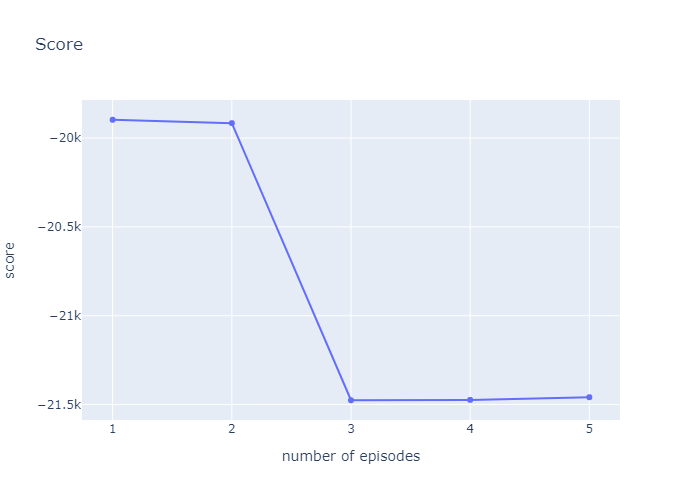 Score
−20k
−20.5k
−21k
−21.5k
score
1 2 3 4 5
number of episodes